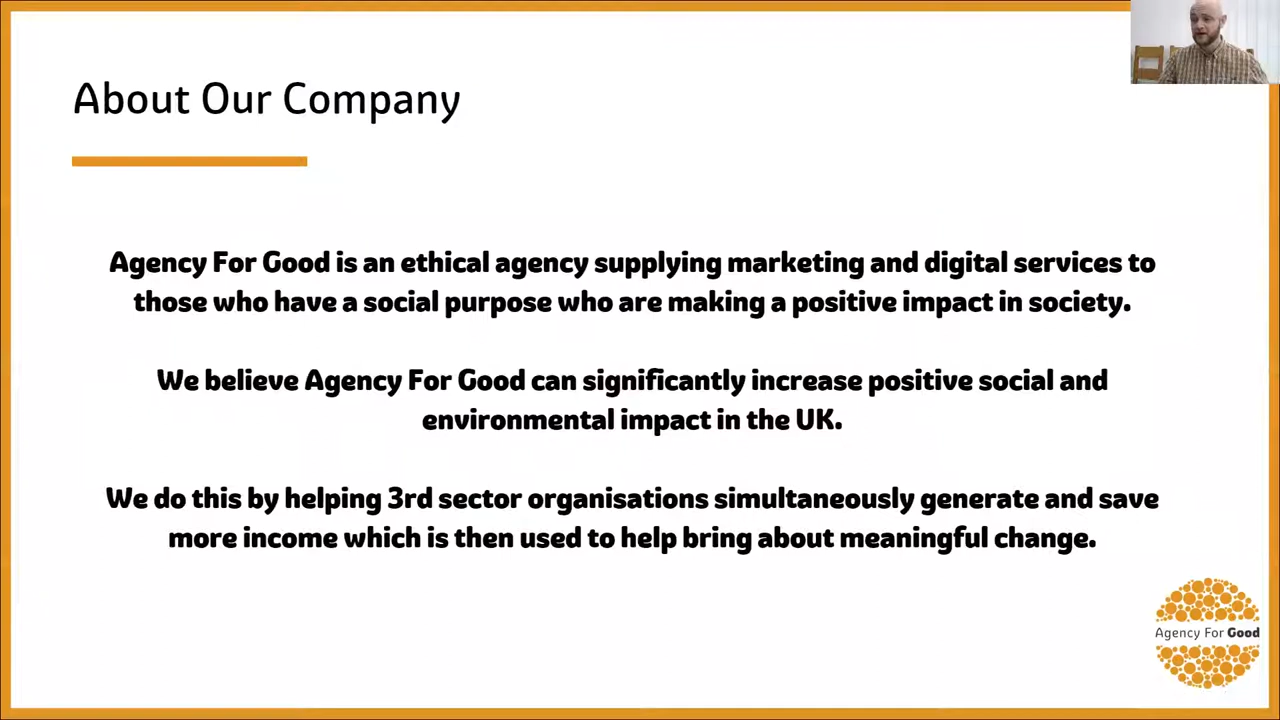 About Our Company
Agency For Good is an ethical agency supplying marketing and digital services to
those who have a social purpose who are making a positive impact in society.
We believe Agency For Good can significantly increase positive social and
environmental impact in the UK.
We do this by helping 3rd sector organisations simultaneously generate and save
more income which is then used to help bring about meaningful change.
Agency For Good